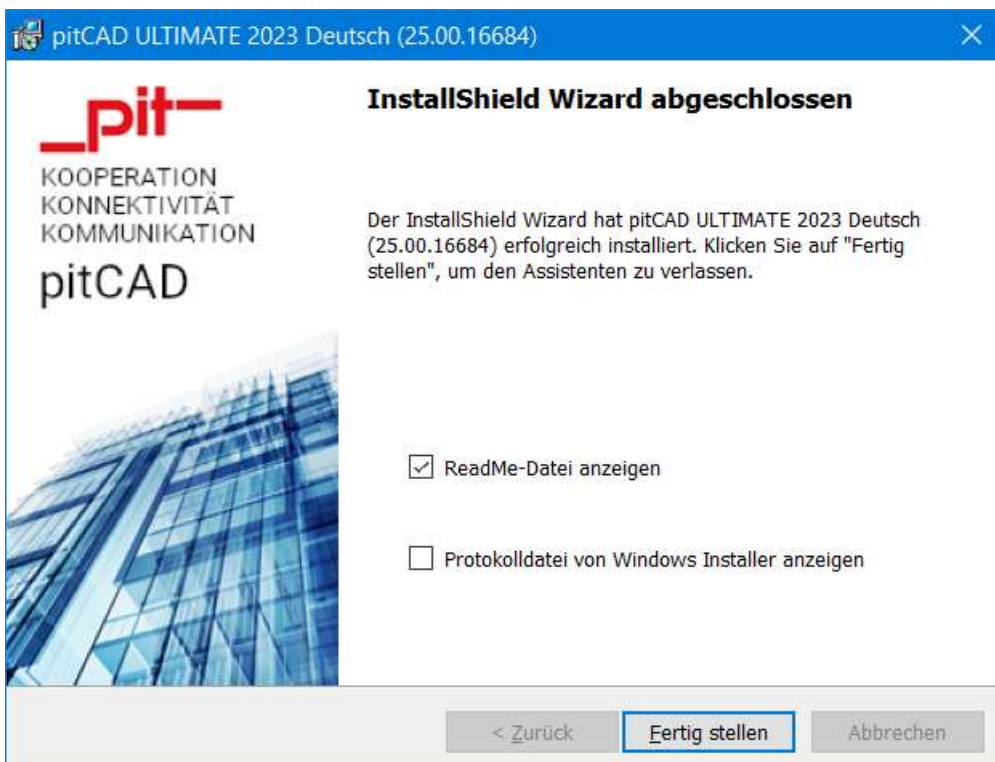 pitCAD ULTIMATE 2023 Deutsch (25.00.16684)
_pit-
KOOPERATION
KONNEKTIVITÄT
KOMMUNIKATION
pitCAD
InstallShield Wizard abgeschlossen
Der InstallShield Wizard hat pitCAD ULTIMATE 2023 Deutsch
(25.00.16684) erfolgreich installiert. Klicken Sie auf "Fertig
stellen", um den Assistenten zu verlassen.
ReadMe-Datei anzeigen
Protokolldatei von Windows Installer anzeigen
< Zurück
Fertig stellen
Abbrechen